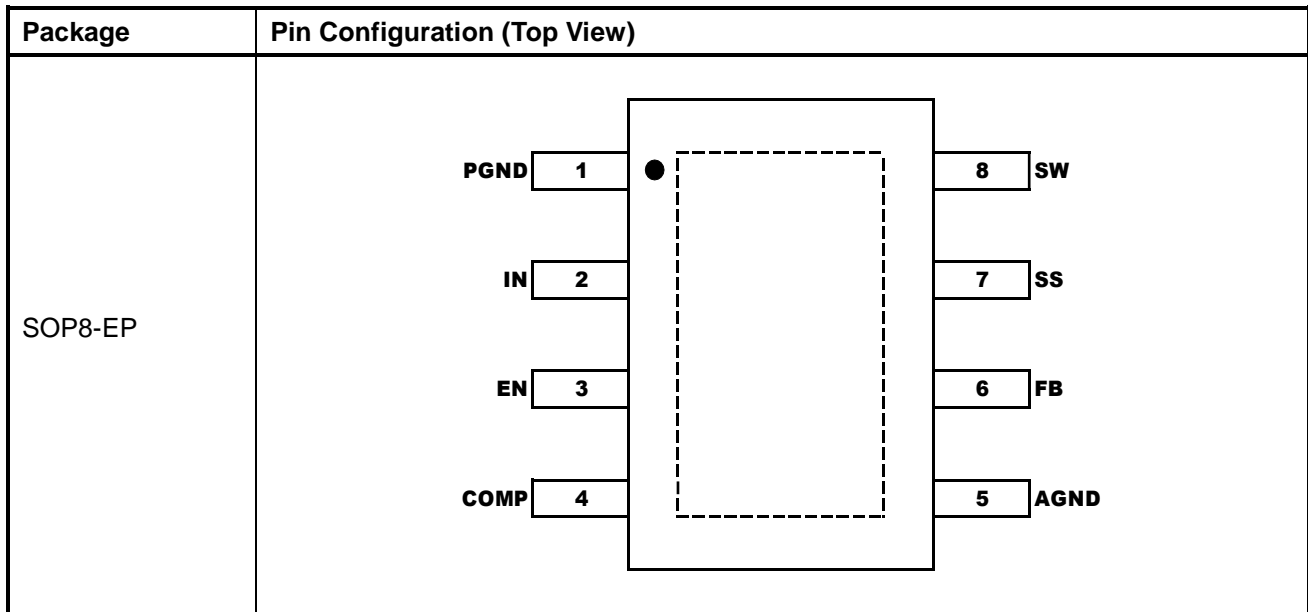 Package Pin Configuration (Top View)
SOP8-EP
PGND 1 8 SW
IN 2 7 SS
EN 3 6 FB
COMP 4 5 AGND